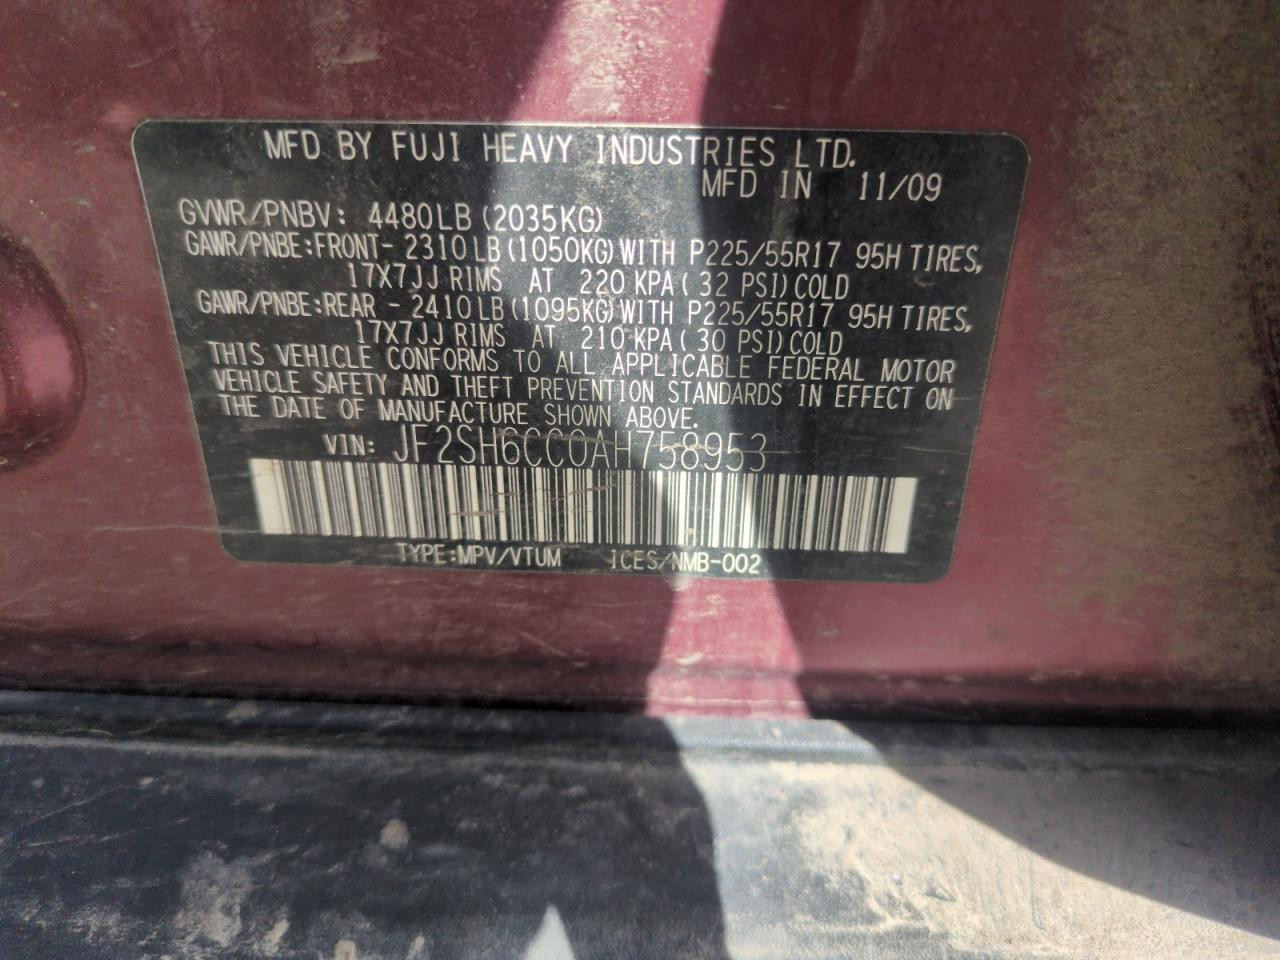 MFD BY FUJI HEAVY INDUSTRIES LTD.
MFD IN 11/09
GVWR/PNBV: 4480LB (2035KG)
GAWR/PNBE:FRONT- 2310LB(1050KG)WITH P225/55R17 95H TIRES,
17X7JJ RIMS AT 220 KPA( 32 PSI)COLD
GAWR/PNBE:REAR - 2410LB(1095KG)WITH P225/55R17 95H TIRES,
17X7JJ RIMS AT 210 KPA( 30 PSI)COLD
THIS VEHICLE CONFORMS TO ALL APPLICABLE FEDERAL MOTOR
VEHICLE SAFETY AND THEFT PREVENTION STANDARDS IN EFFECT ON
THE DATE OF MANUFACTURE SHOWN ABOVE.
VIN: JF2SH6CC0AH758953
TYPE:MPV/VTUM ICES/NMB-002